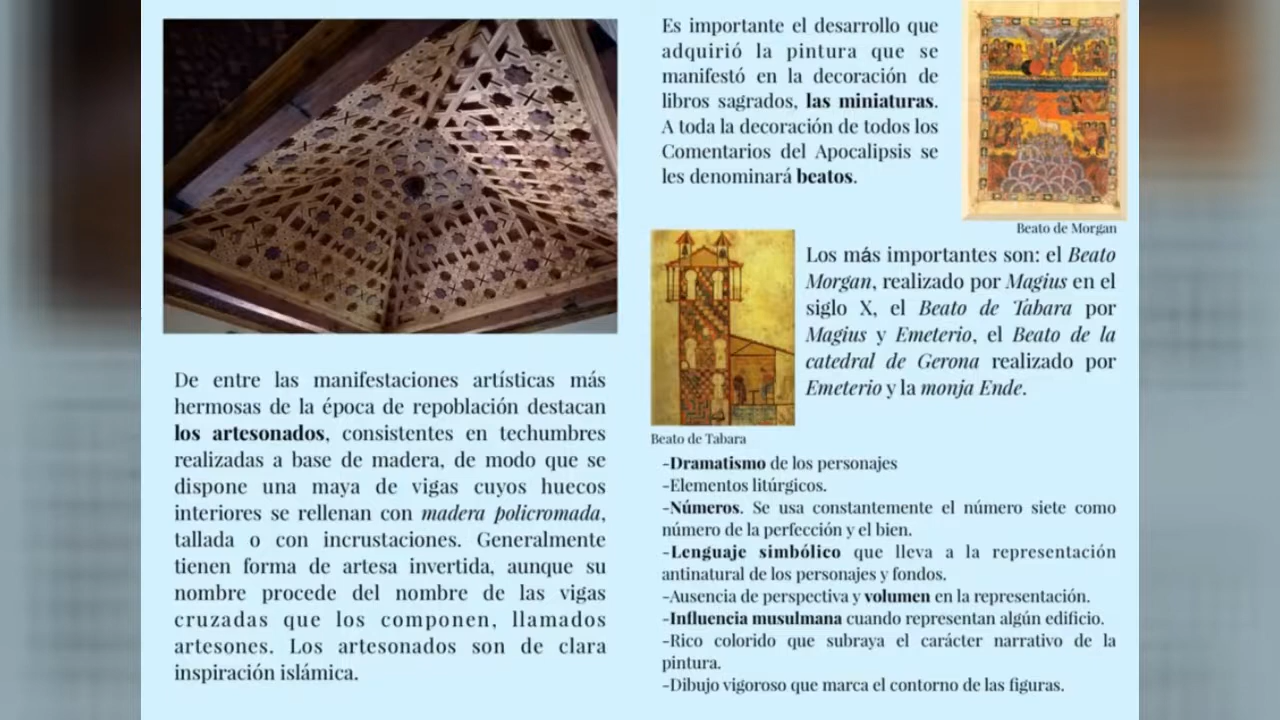 De entre las manifestaciones artísticas más
hermosas de la época de repoblación destacan
los artesonados, consistentes en techumbres
realizadas a base de madera, de modo que se
dispone una maya de vigas cuyos huecos
interiores se rellenan con madera policromada,
tallada o con incrustaciones. Generalmente
tienen forma de artesa invertida, aunque su
nombre procede del nombre de las vigas
cruzadas que los componen, llamados
artesones. Los artesonados son de clara
inspiración islámica.
Es importante el desarrollo que
adquirió la pintura que se
manifestó en la decoración de
libros sagrados, las miniaturas.
A toda la decoración de todos los
Comentarios del Apocalipsis se
les denominará beatos.
Beato de Morgan
Los más importantes son: el Beato
Morgan, realizado por Magius en el
siglo X, el Beato de Tabara por
Magius y Emeterio, el Beato de la
catedral de Gerona realizado por
Emeterio y la monja Ende.
Beato de Tabara
-Dramatismo de los personajes
-Elementos litúrgicos.
-Números. Se usa constantemente el número siete como
número de la perfección y el bien.
-Lenguaje simbólico que lleva a la representación
antinatural de los personajes y fondos.
-Ausencia de perspectiva y volumen en la representación.
-Influencia musulmana cuando representan algún edificio.
-Rico colorido que subraya el carácter narrativo de la
pintura.
-Dibujo vigoroso que marca el contorno de las figuras.